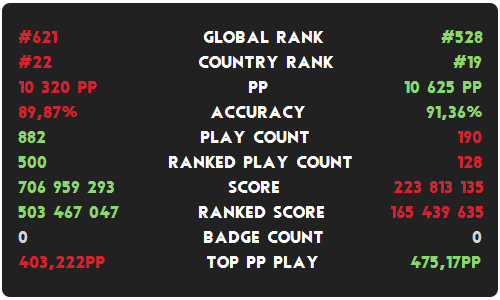 #621 GLOBAL RANK #528
#22 COUNTRY RANK #19
10 320 PP PP 10 625 PP
89,87% ACCURACY 91,36%
882 PLAY COUNT 190
500 RANKED PLAY COUNT 128
706 959 293 SCORE 223 813 135
503 467 047 RANKED SCORE 165 439 635
0 BADGE COUNT 0
403,222PP TOP PP PLAY 475,17PP